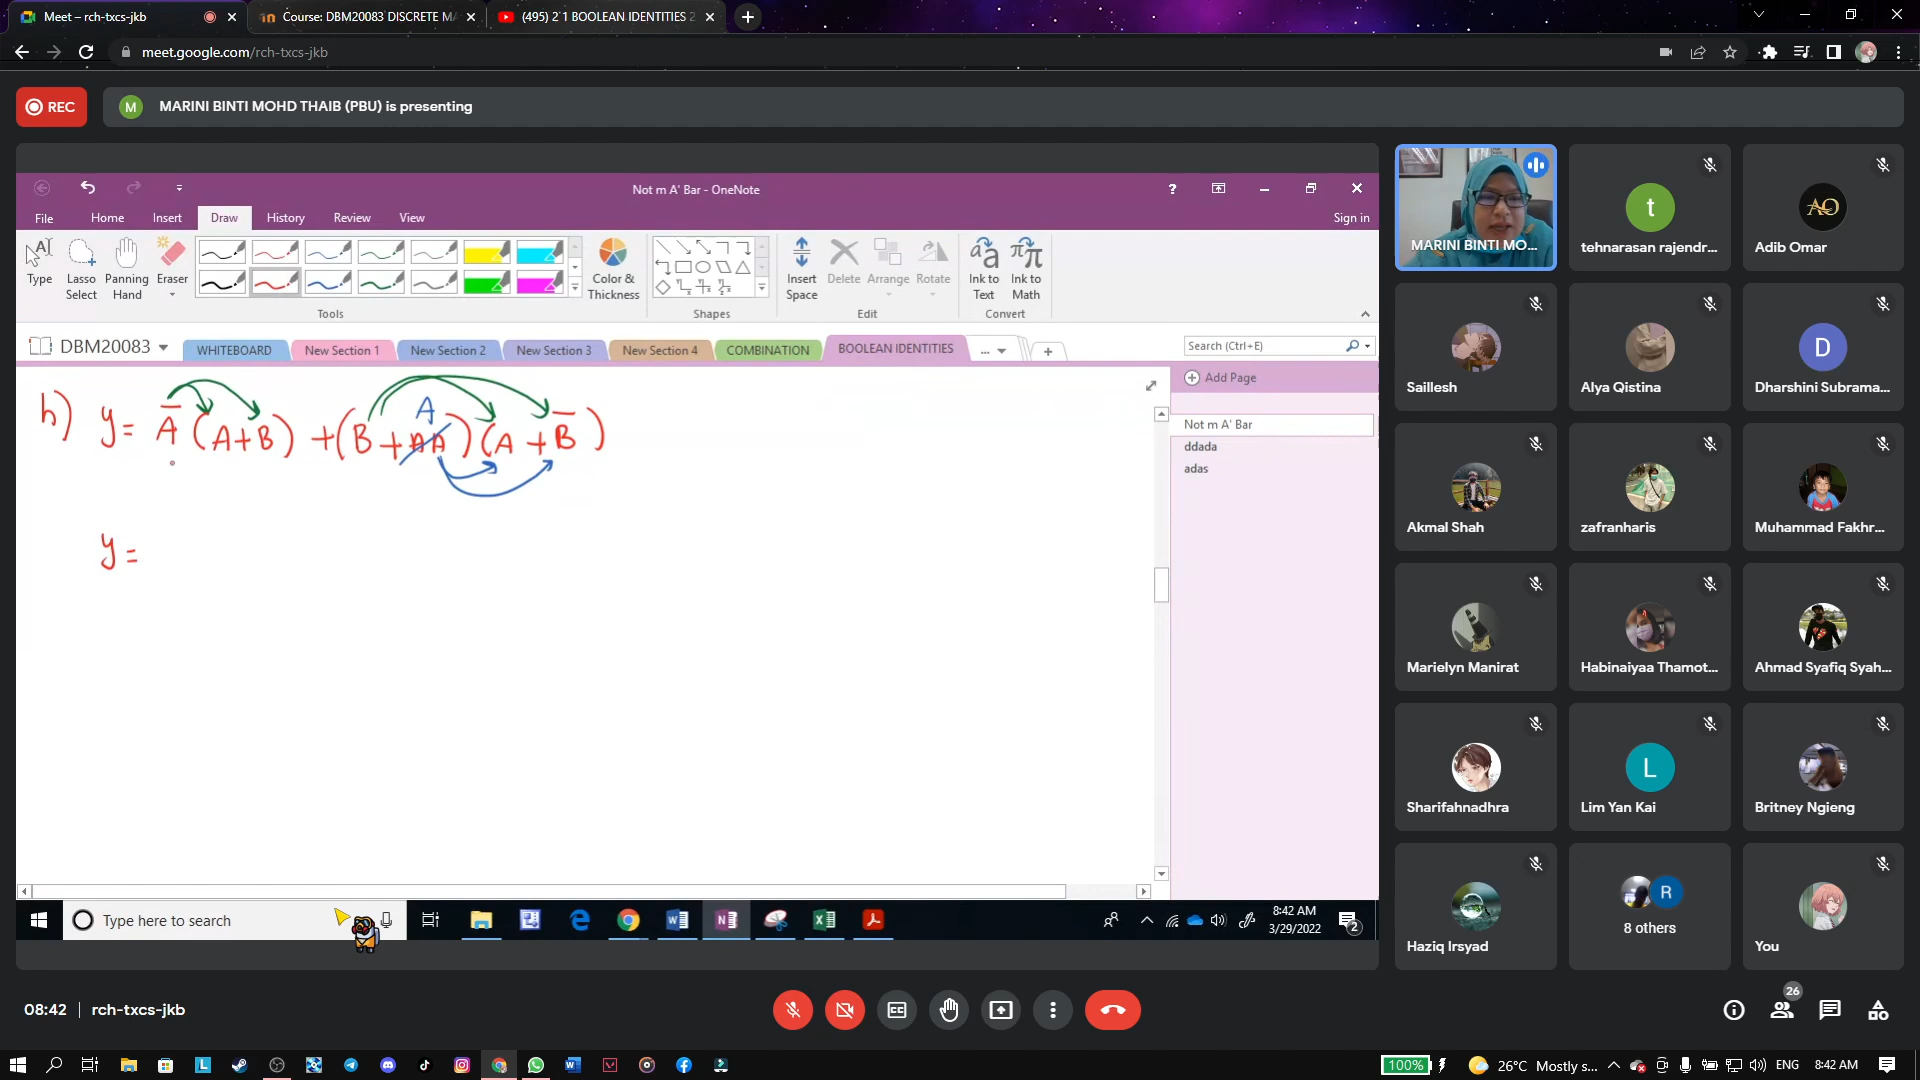 Meet – rch-txcs-jkb
Course: DBM20083 DISCRETE MA
(495) 2 1 BOOLEAN IDENTITIES 2
meet.google.com/rch-txcs-jkb
REC
M
MARINI BINTI MOHD THAIB (PBU) is presenting
Not m A' Bar - OneNote
File Home Insert Draw History Review View
Sign in
Type
Lasso Select
Panning Hand
Eraser
Color & Thickness
Insert Space
Delete
Arrange
Rotate
Ink to Text
Ink to Math
Tools
Shapes
Edit
Convert
DBM20083
WHITEBOARD
New Section 1
New Section 2
New Section 3
New Section 4
COMBINATION
BOOLEAN IDENTITIES
...
Search (Ctrl+E)
Add Page
Not m A' Bar
ddada
adas
A
h) y = A̅ (A+B) + (B + AA)(A + B̅)
y =
Type here to search
8:42 AM
3/29/2022
2
MARINI BINTI MO...
t
tehnarasan rajendr...
AO
Adib Omar
Saillesh
Alya Qistina
D
Dharshini Subrama...
Akmal Shah
zafranharis
Muhammad Fakhr...
Marielyn Manirat
Habinaiyaa Thamot...
Ahmad Syafiq Syah...
Sharifahnadhra
L
Lim Yan Kai
Britney Ngieng
Haziq Irsyad
R
8 others
You
08:42 | rch-txcs-jkb
26
100%
26°C Mostly s...
ENG
8:42 AM